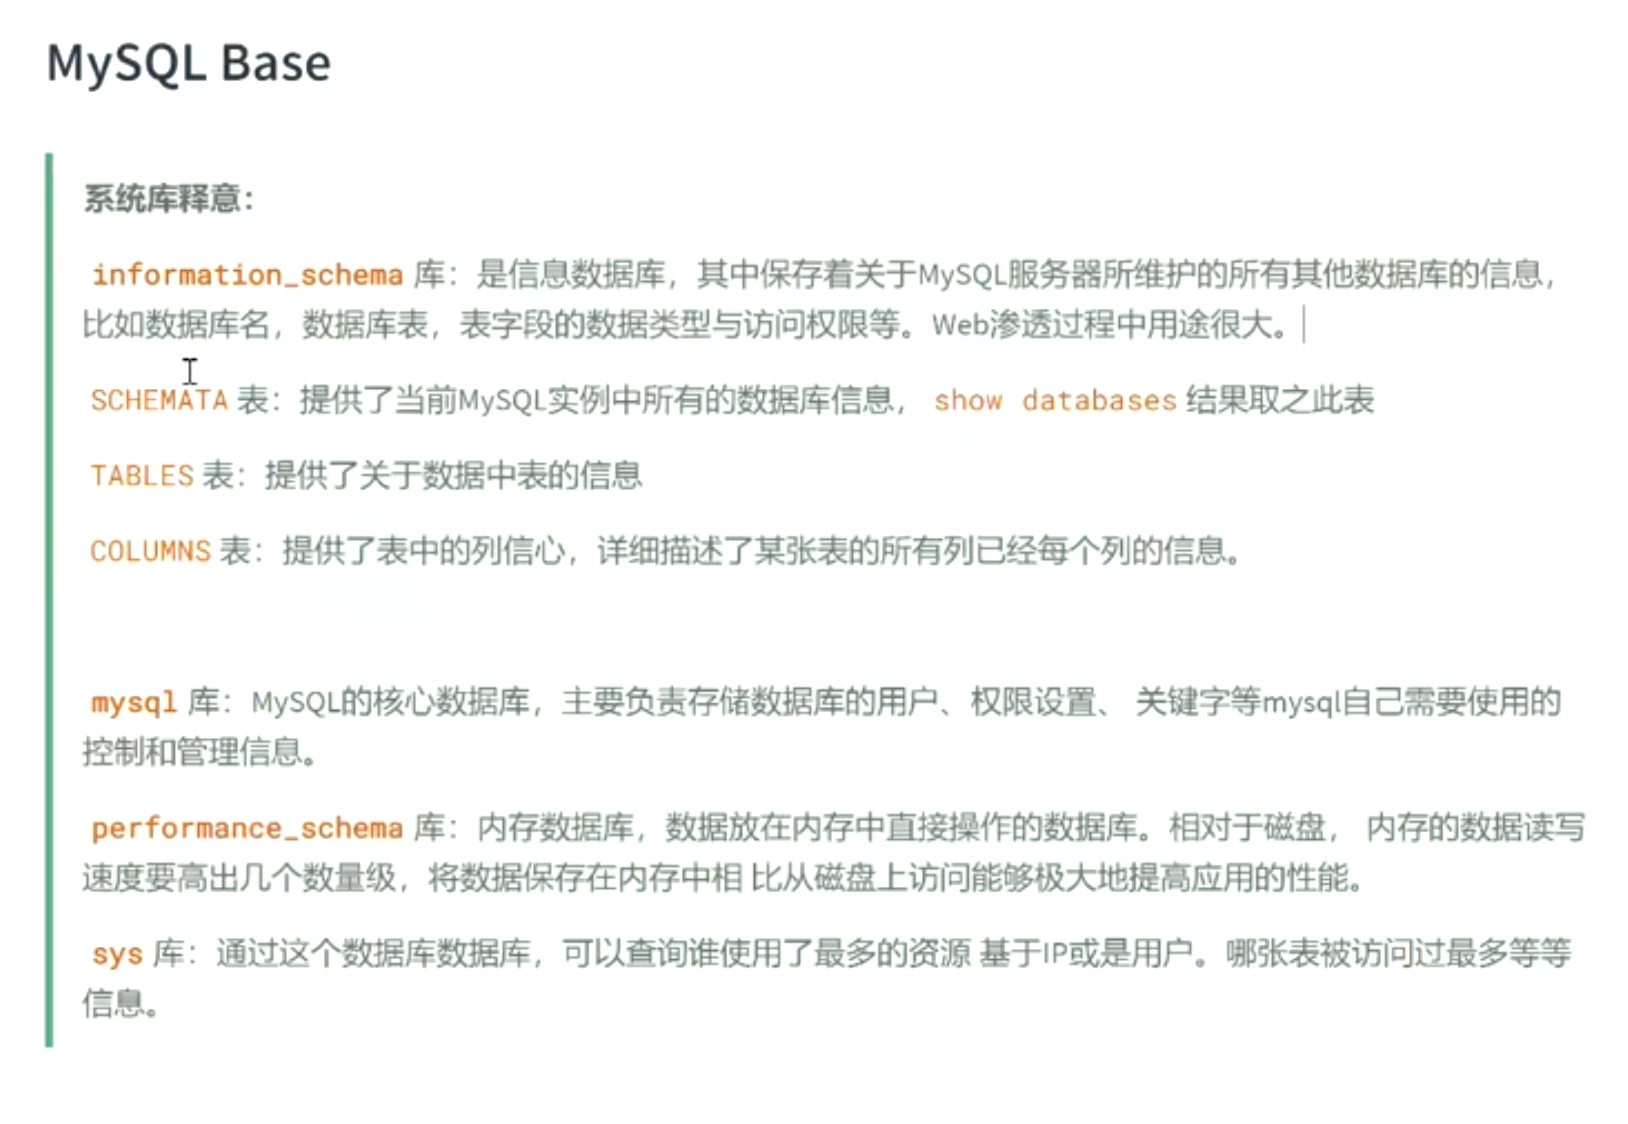 MySQL Base
系统库释意：
information_schema 库：是信息数据库，其中保存着关于MySQL服务器所维护的所有其他数据库的信息，
比如数据库名，数据库表，表字段的数据类型与访问权限等。Web渗透过程中用途很大。
SCHEMATA 表：提供了当前MySQL实例中所有的数据库信息， show databases 结果取之此表
TABLES 表：提供了关于数据中表的信息
COLUMNS 表：提供了表中的列信心，详细描述了某张表的所有列已经每个列的信息。
mysql 库：MySQL的核心数据库，主要负责存储数据库的用户、权限设置、 关键字等mysql自己需要使用的
控制和管理信息。
performance_schema 库：内存数据库，数据放在内存中直接操作的数据库。相对于磁盘， 内存的数据读写
速度要高出几个数量级，将数据保存在内存中相 比从磁盘上访问能够极大地提高应用的性能。
sys 库：通过这个数据库数据库，可以查询谁使用了最多的资源 基于IP或是用户。哪张表被访问过最多等等
信息。